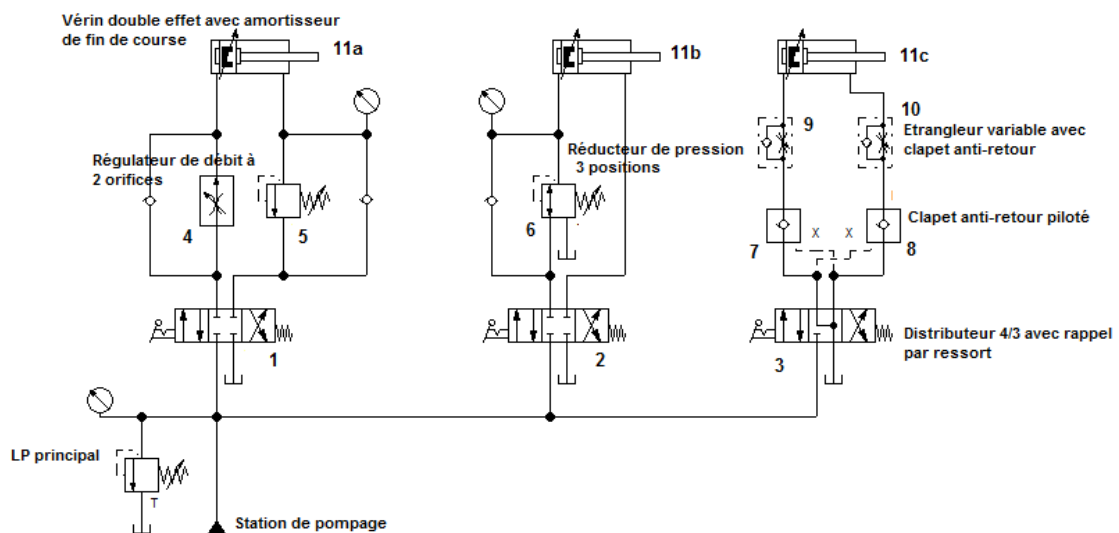 Vérin double effet avec amortisseur
de fin de course
11a
11b
11c
10
9
Etrangleur variable avec
clapet anti-retour
Régulateur de débit à
2 orifices
Réducteur de pression
3 positions
4
5
6
Clapet anti-retour piloté
X
X
7
8
Distributeur 4/3 avec rappel
par ressort
1
2
3
LP principal
T
Station de pompage